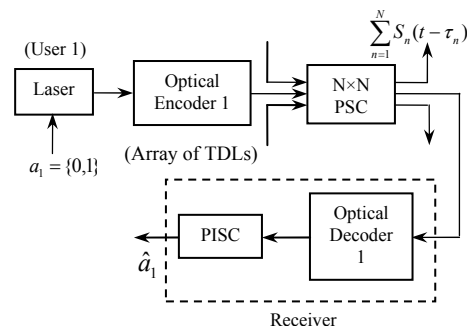 (User 1)
Laser
a₁ = {0,1}
Optical
Encoder 1
(Array of TDLs)
N×N
PSC
∑ₙ₌₁ᴺ Sₙ(t − τₙ)
Optical
Decoder
1
PISC
â₁
Receiver